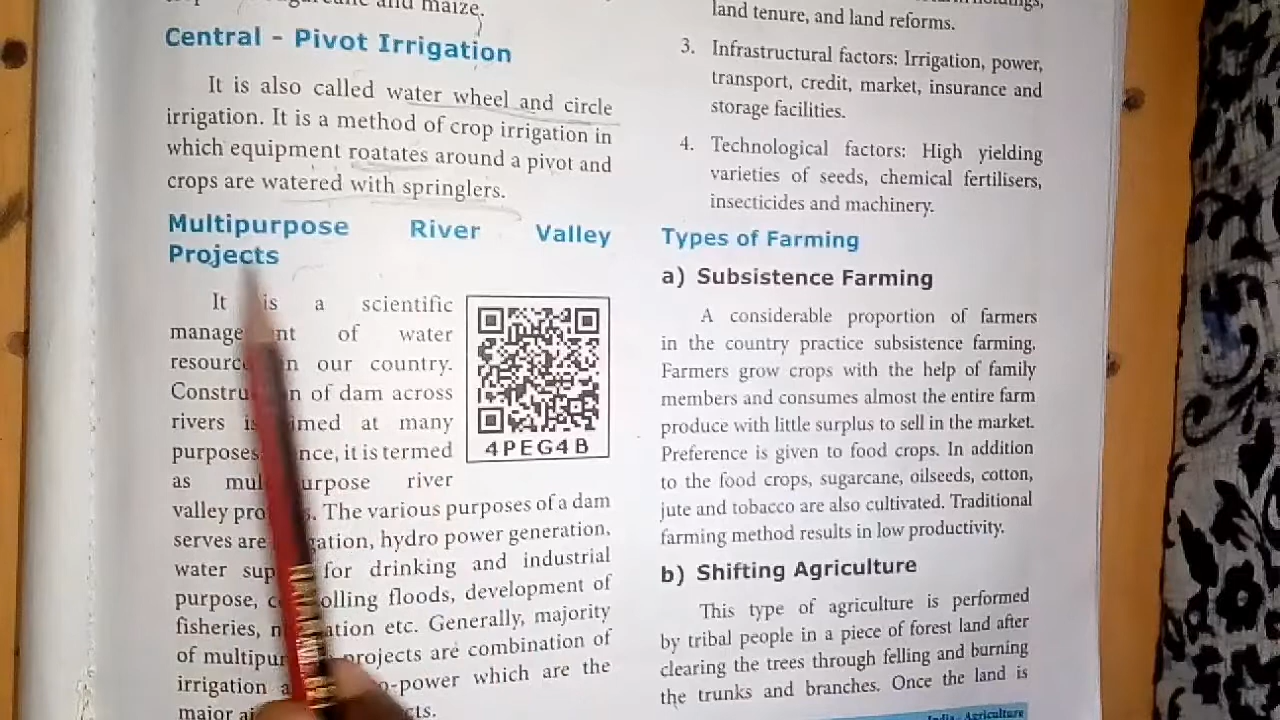 and maize.
Central - Pivot Irrigation
It is also called water wheel and circle
irrigation. It is a method of crop irrigation in
which equipment roatates around a pivot and
crops are watered with springlers.
Multipurpose River Valley
Projects
It is a scientific
of water
our country.
of dam across
rivers at many
it is termed
as river
valley The various purposes of a dam
serves are hydro power generation,
water for drinking and industrial
purpose, floods, development of
fisheries, etc. Generally, majority
of projects are combination of
irrigation which are the
major
4PEG4B
land tenure, and land reforms.
3. Infrastructural factors: Irrigation, power,
transport, credit, market, insurance and
storage facilities.
4. Technological factors: High yielding
varieties of seeds, chemical fertilisers,
insecticides and machinery.
Types of Farming
a) Subsistence Farming
A considerable proportion of farmers
in the country practice subsistence farming.
Farmers grow crops with the help of family
members and consumes almost the entire farm
produce with little surplus to sell in the market.
Preference is given to food crops. In addition
to the food crops, sugarcane, oilseeds, cotton,
jute and tobacco are also cultivated. Traditional
farming method results in low productivity.
b) Shifting Agriculture
This type of agriculture is performed
by tribal people in a piece of forest land after
clearing the trees through felling and burning
the trunks and branches. Once the land is
India - Agriculture